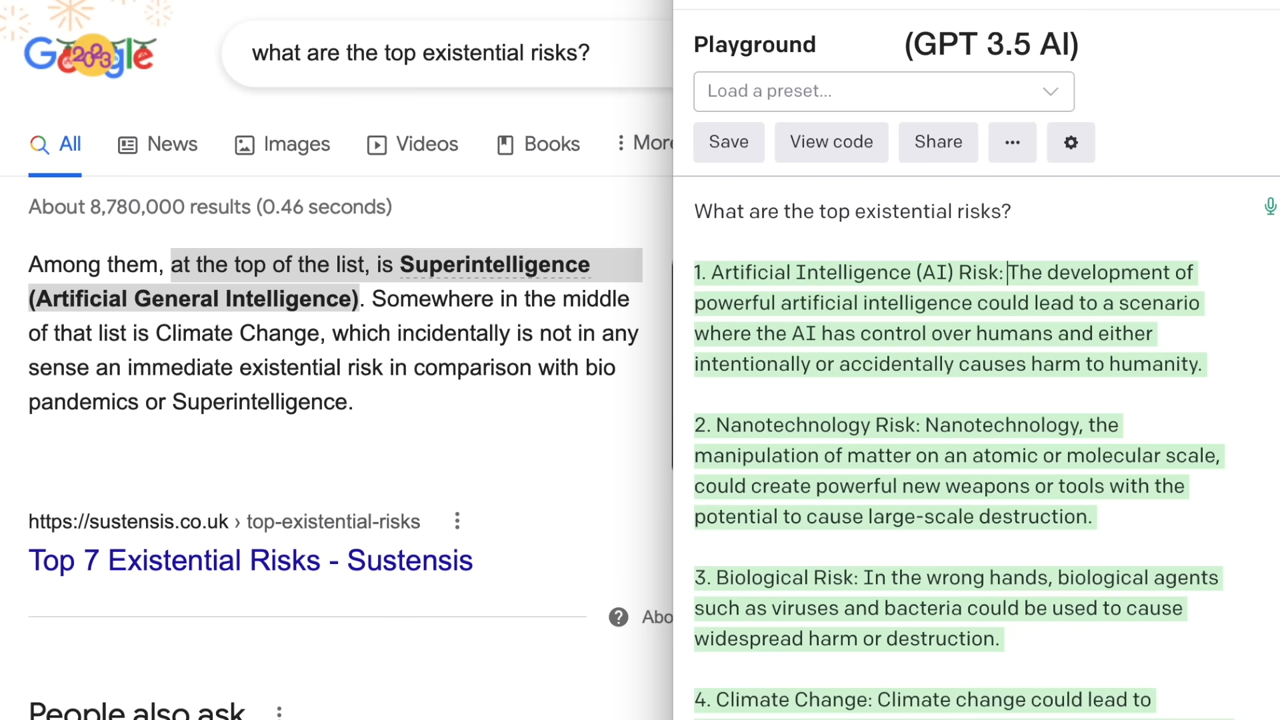 Google
2023
what are the top existential risks?
All
News
Images
Videos
Books
More
About 8,780,000 results (0.46 seconds)
Among them, at the top of the list, is Superintelligence
(Artificial General Intelligence). Somewhere in the middle
of that list is Climate Change, which incidentally is not in any
sense an immediate existential risk in comparison with bio
pandemics or Superintelligence.
https://sustensis.co.uk › top-existential-risks
Top 7 Existential Risks - Sustensis
Abo
People also ask
Playground
(GPT 3.5 AI)
Load a preset...
Save
View code
Share
...
What are the top existential risks?
1. Artificial Intelligence (AI) Risk: The development of
powerful artificial intelligence could lead to a scenario
where the AI has control over humans and either
intentionally or accidentally causes harm to humanity.
2. Nanotechnology Risk: Nanotechnology, the
manipulation of matter on an atomic or molecular scale,
could create powerful new weapons or tools with the
potential to cause large-scale destruction.
3. Biological Risk: In the wrong hands, biological agents
such as viruses and bacteria could be used to cause
widespread harm or destruction.
4. Climate Change: Climate change could lead to